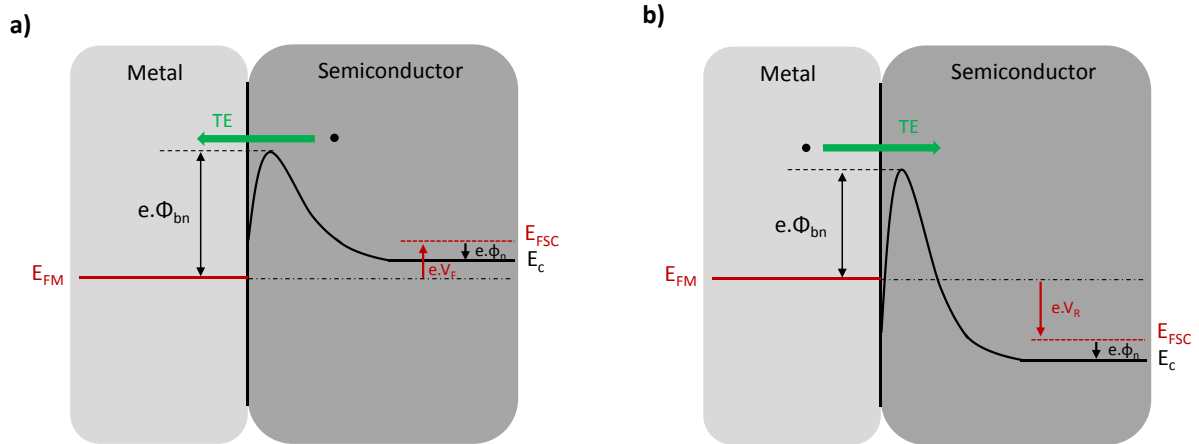 a)
Metal
Semiconductor
TE
e.Φbn
EFSC
e.ϕn
Ec
e.VF
EFM
b)
Metal
Semiconductor
TE
e.Φbn
EFM
e.VR
EFSC
e.ϕn
Ec